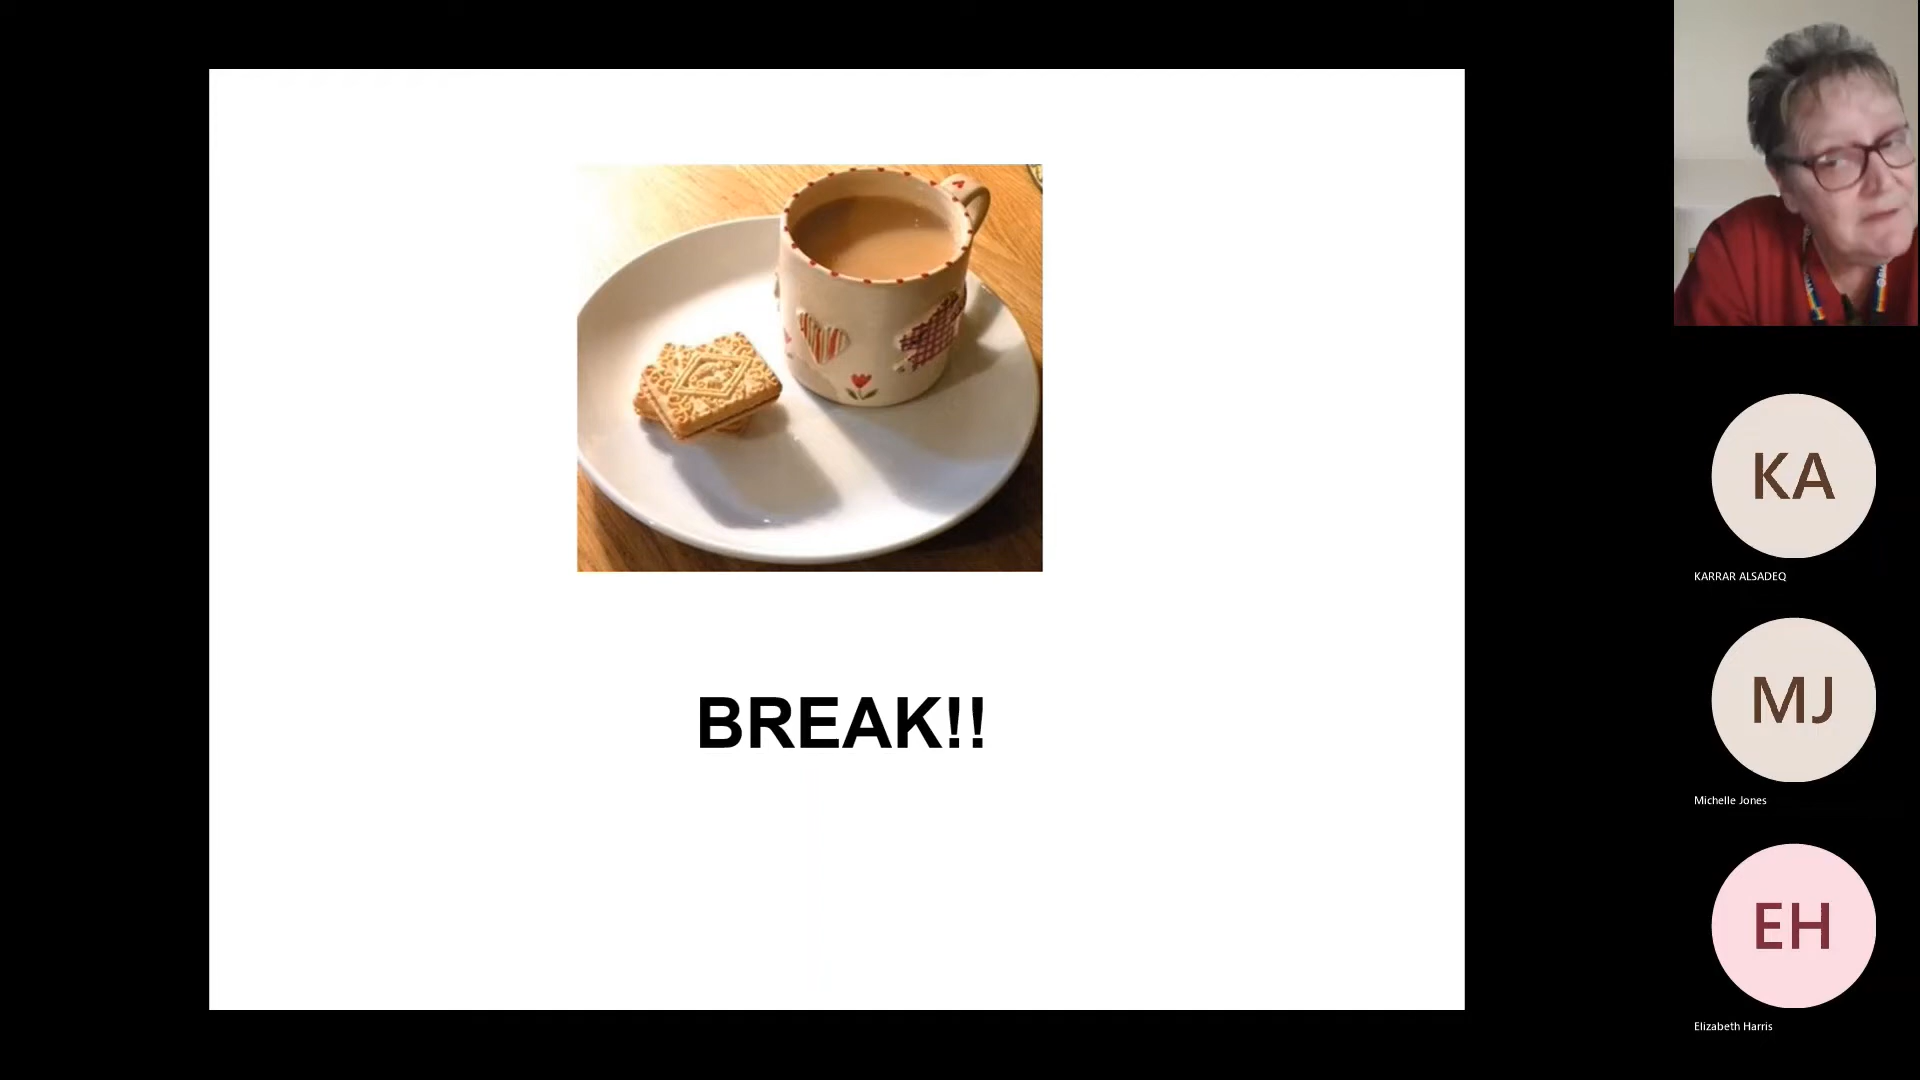 BREAK!!
KA
KARRAR ALSADEQ
MJ
Michelle Jones
EH
Elizabeth Harris